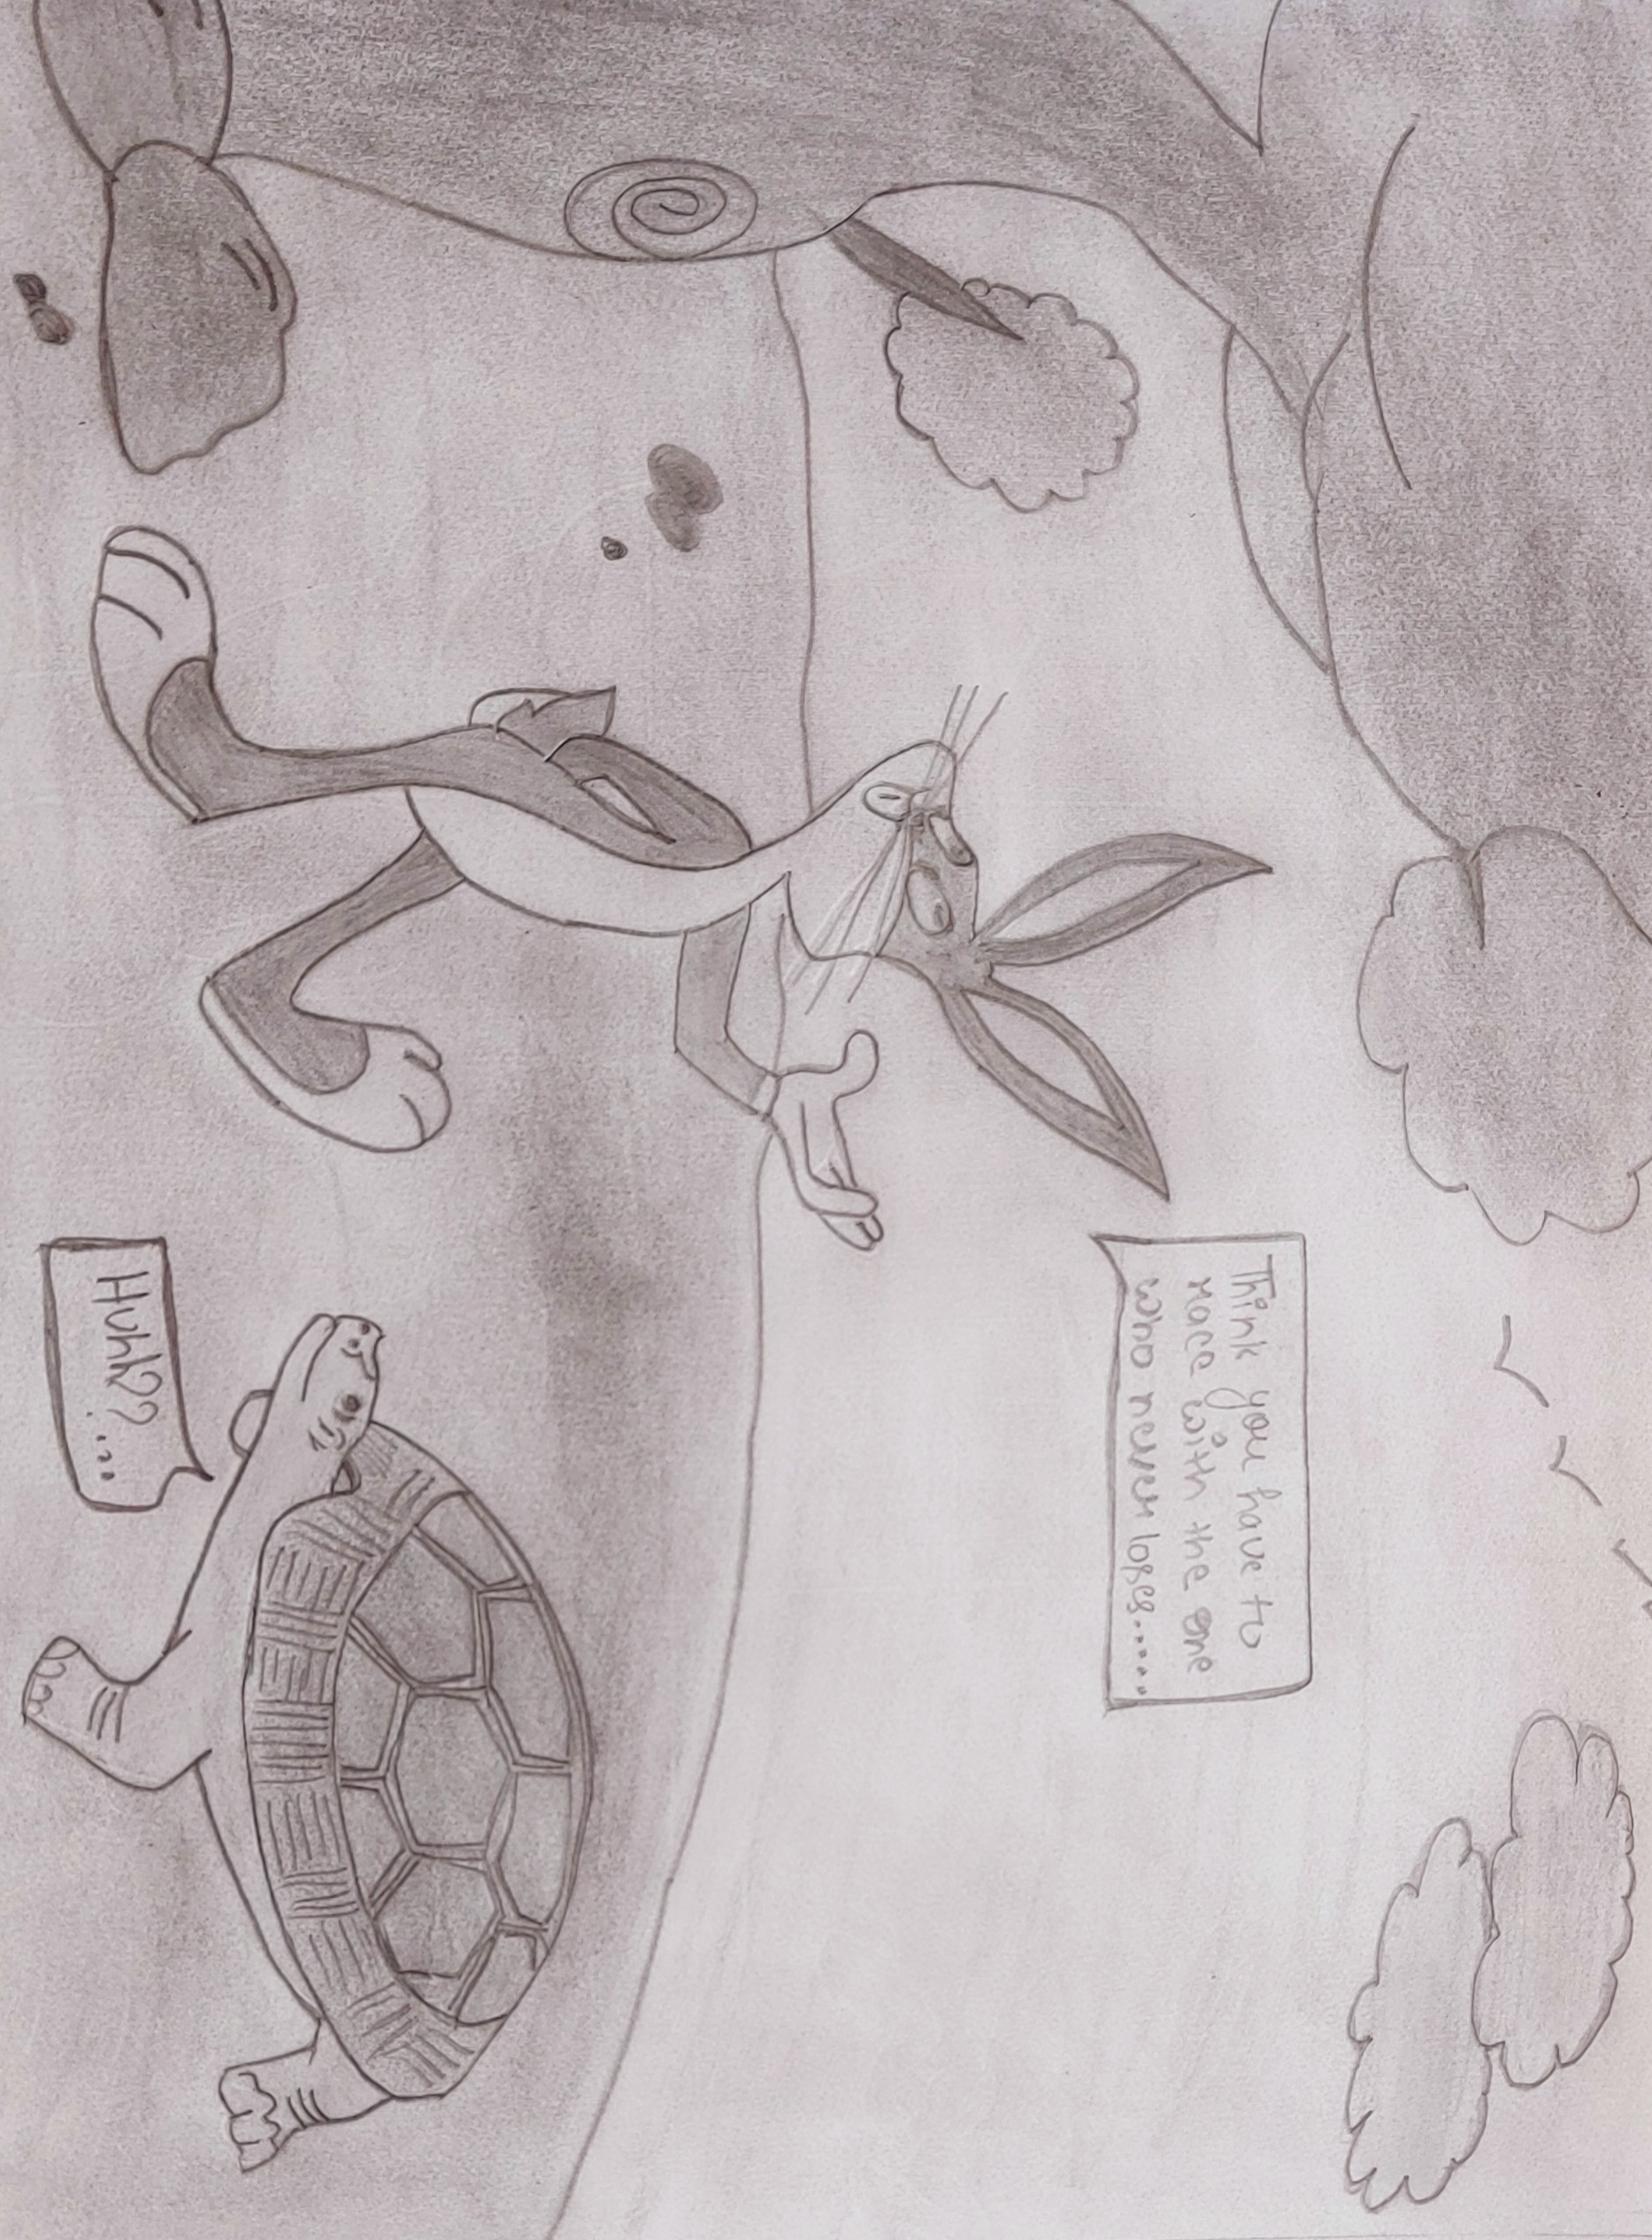 Think you have to
race with the one
who never loses.....
Huhh??...